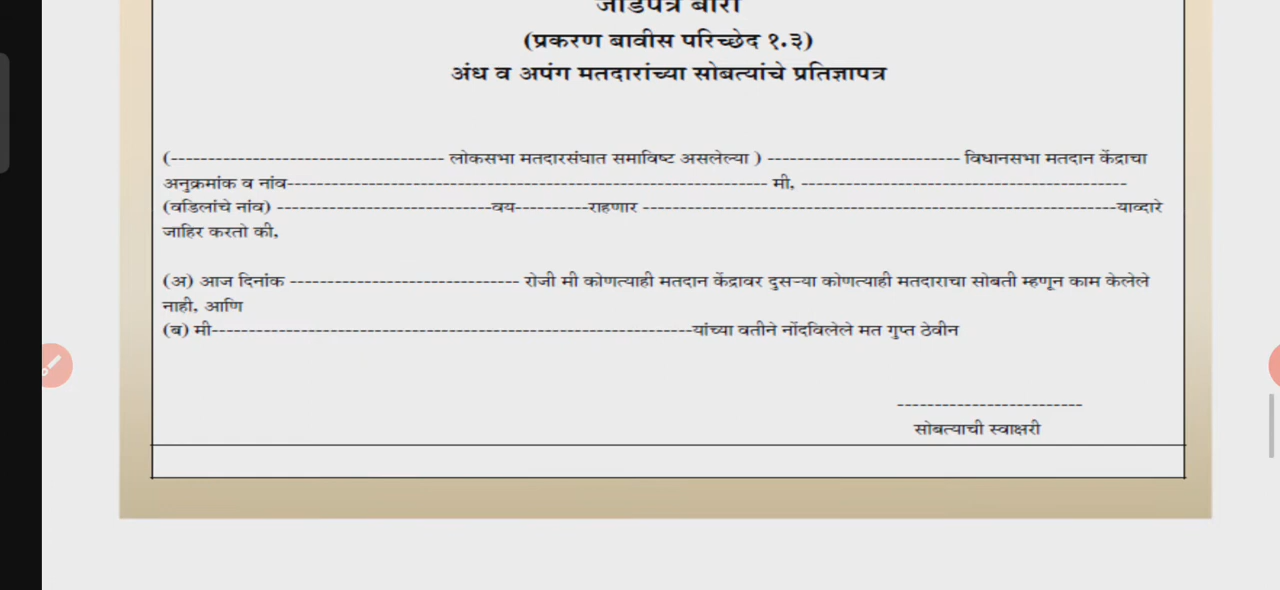 जोडपत्र बारा
(प्रकरण बावीस परिच्छेद १.३)
अंध व अपंग मतदारांच्या सोबत्यांचे प्रतिज्ञापत्र
(------------------------------------- लोकसभा मतदारसंघात समाविष्ट असलेल्या ) -------------------------- विधानसभा मतदान केंद्राचा
अनुक्रमांक व नांव----------------------------------------------------------------- मी, --------------------------------------------
(वडिलांचे नांव) -----------------------------वय----------राहणार ----------------------------------------------------------------याव्दारे
जाहिर करतो की,
(अ) आज दिनांक ------------------------------- रोजी मी कोणत्याही मतदान केंद्रावर दुसऱ्या कोणत्याही मतदाराचा सोबती म्हणून काम केलेले
नाही, आणि
(ब) मी-----------------------------------------------------------------यांच्या वतीने नोंदविलेले मत गुप्त ठेवीन
-------------------------
सोबत्याची स्वाक्षरी